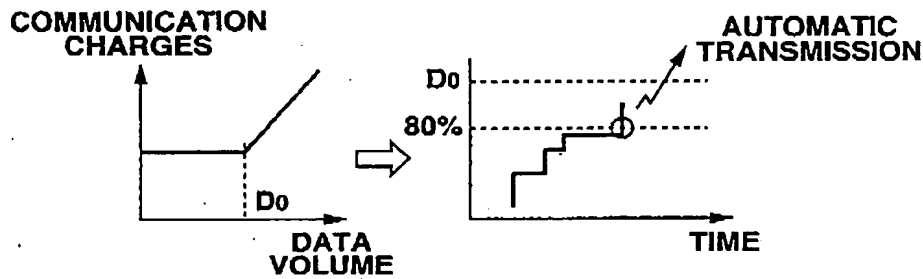 COMMUNICATION
CHARGES
D0
DATA
VOLUME
AUTOMATIC
TRANSMISSION
D0
80%
TIME